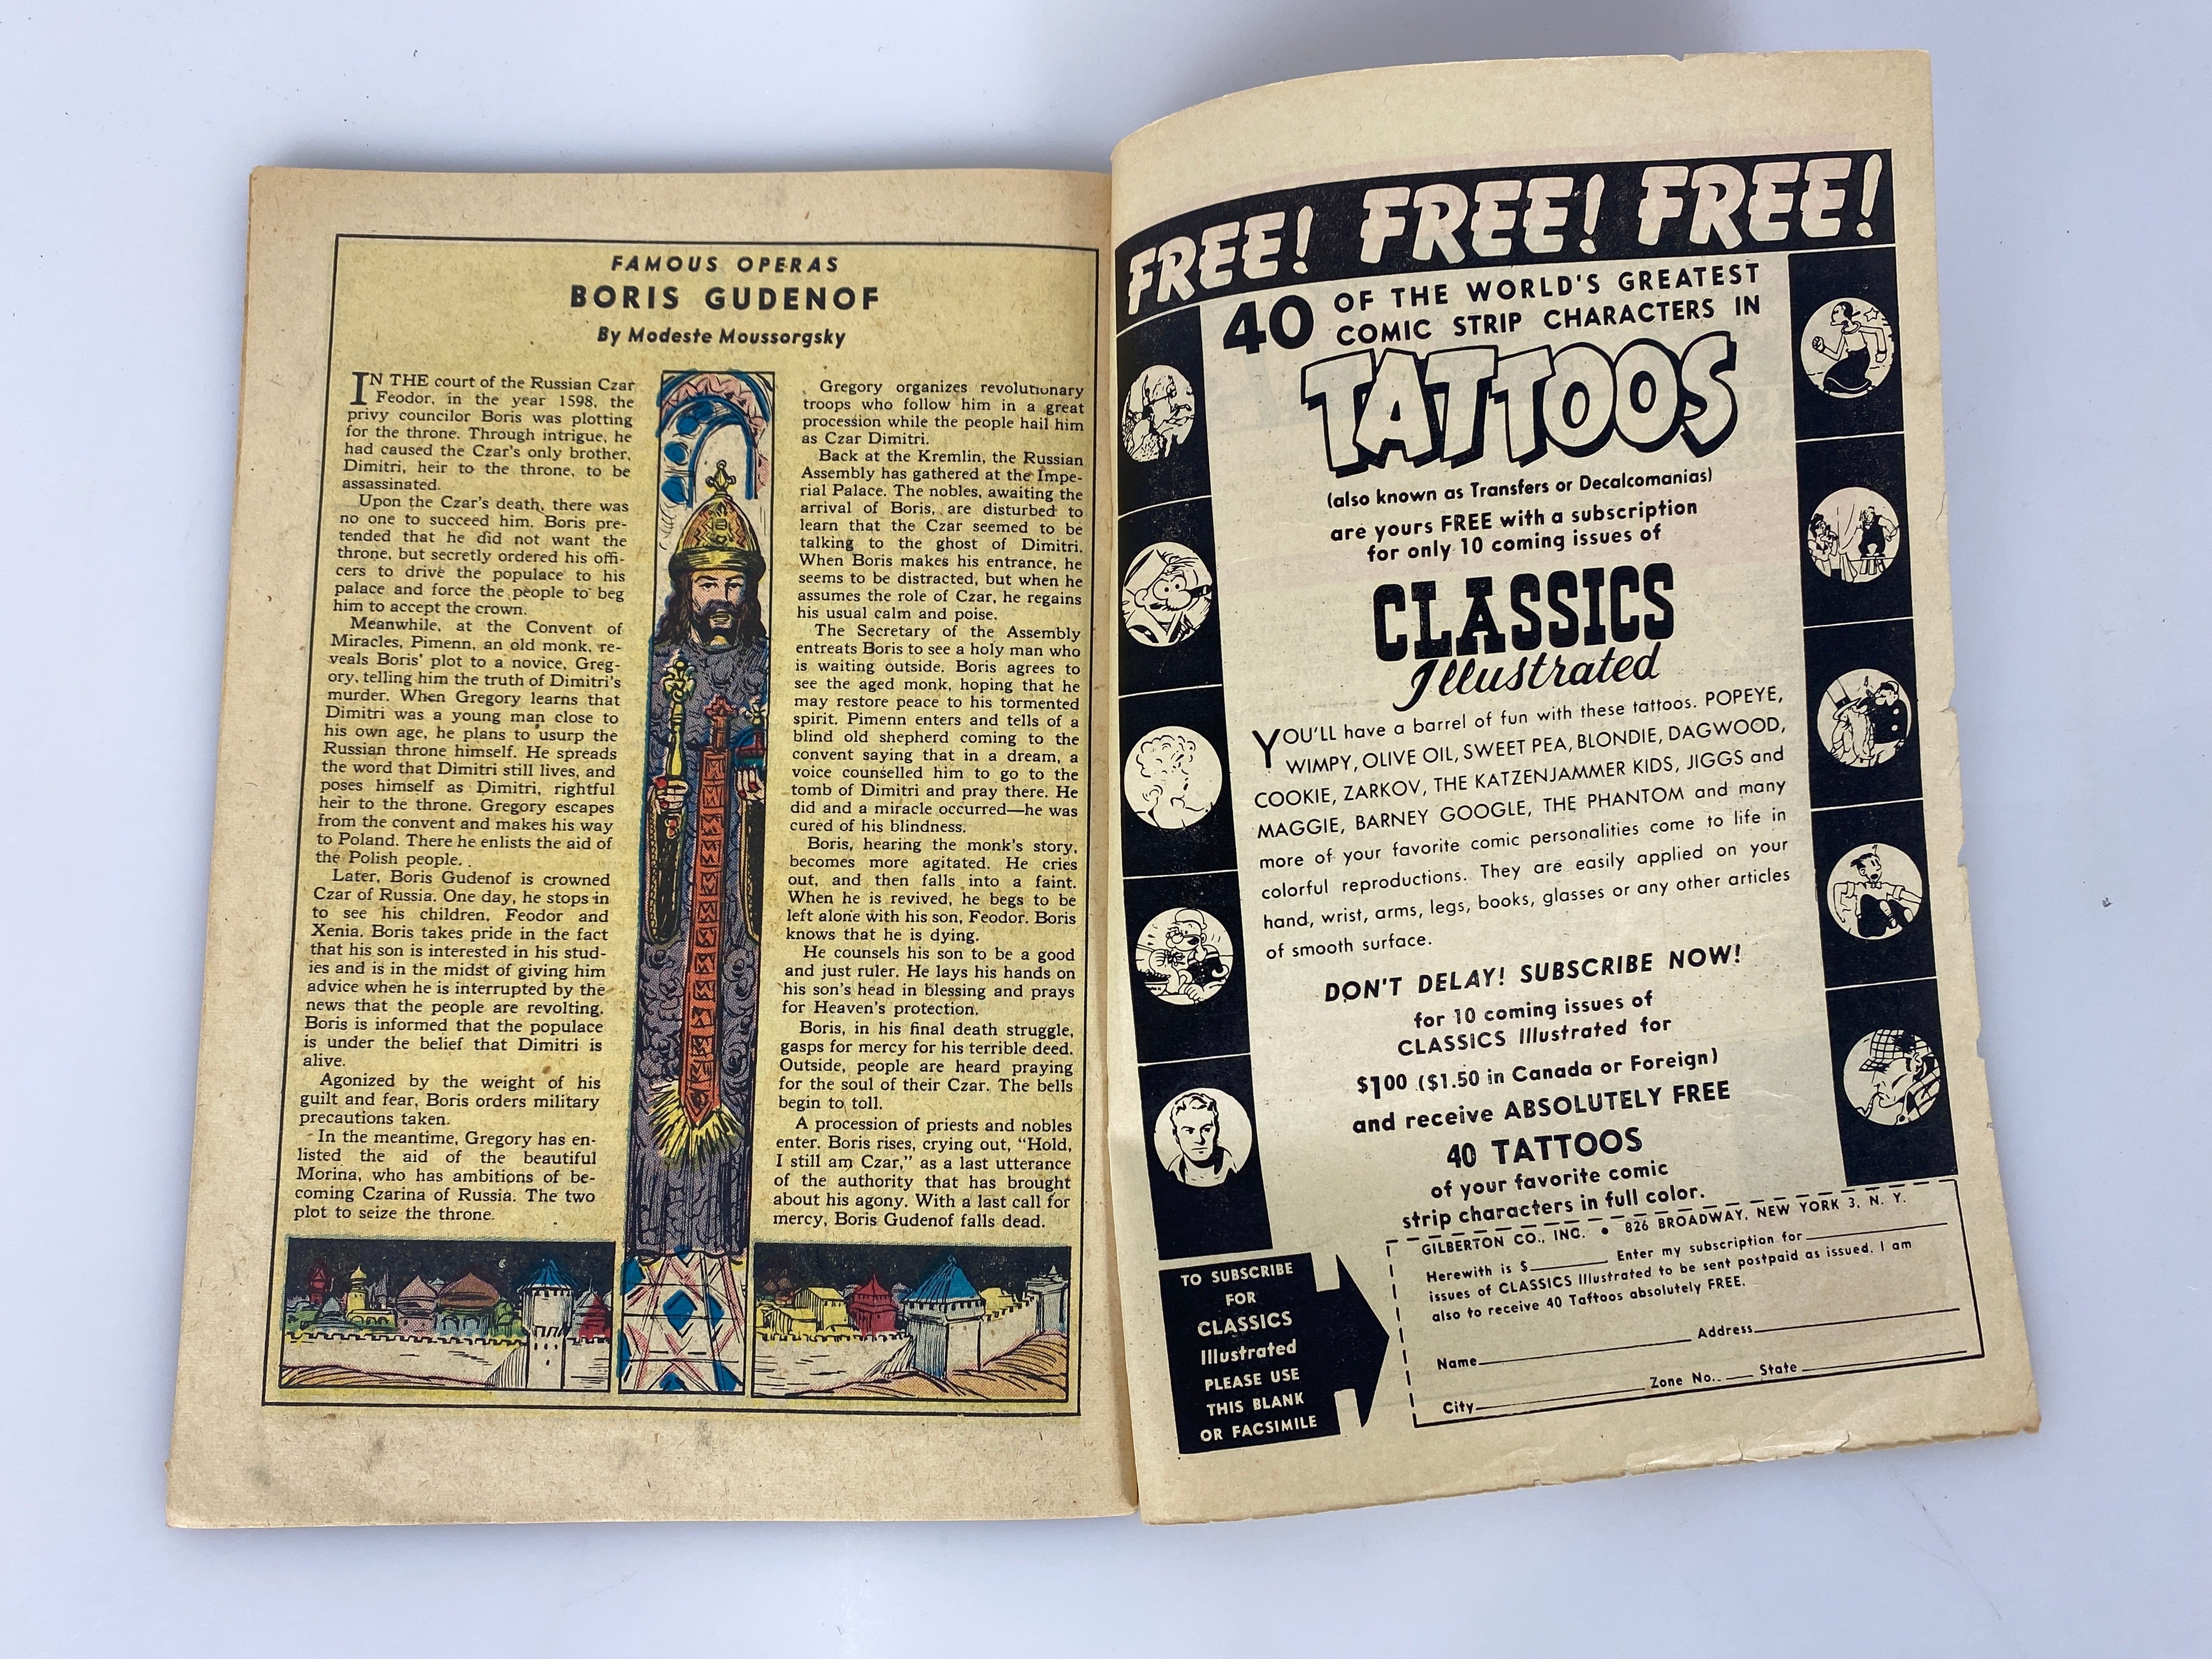 FAMOUS OPERAS
BORIS GUDENOF
By Modeste Moussorgsky
IN THE court of the Russian Czar
Feodor, in the year 1598, the
privy councilor Boris was plotting
for the throne. Through intrigue, he
had caused the Czar's only brother,
Dimitri, heir to the throne, to be
assassinated.
Upon the Czar's death, there was
no one to succeed him. Boris pre-
tended that he did not want the
throne, but secretly ordered his offi-
cers to drive the populace to his
palace and force the people to beg
him to accept the crown.
Meanwhile, at the Convent of
Miracles, Pimenn, an old monk, re-
veals Boris' plot to a novice, Greg-
ory, telling him the truth of Dimitri's
murder. When Gregory learns that
Dimitri was a young man close to
his own age, he plans to usurp the
Russian throne himself. He spreads
the word that Dimitri still lives, and
poses himself as Dimitri, rightful
heir to the throne. Gregory escapes
from the convent and makes his way
to Poland. There he enlists the aid of
the Polish people.
Later, Boris Gudenof is crowned
Czar of Russia. One day, he stops in
to see his children, Feodor and
Xenia. Boris takes pride in the fact
that his son is interested in his stud-
ies and is in the midst of giving him
advice when he is interrupted by the
news that the people are revolting.
Boris is informed that the populace
is under the belief that Dimitri is
alive.
Agonized by the weight of his
guilt and fear, Boris orders military
precautions taken.
In the meantime, Gregory has en-
listed the aid of the beautiful
Morina, who has ambitions of be-
coming Czarina of Russia. The two
plot to seize the throne.
Gregory organizes revolutionary
troops who follow him in a great
procession while the people hail him
as Czar Dimitri.
Back at the Kremlin, the Russian
Assembly has gathered at the Impe-
rial Palace. The nobles, awaiting the
arrival of Boris, are disturbed to
learn that the Czar seemed to be
talking to the ghost of Dimitri.
When Boris makes his entrance, he
seems to be distracted, but when he
assumes the role of Czar, he regains
his usual calm and poise.
The Secretary of the Assembly
entreats Boris to see a holy man who
is waiting outside. Boris agrees to
see the aged monk, hoping that he
may restore peace to his tormented
spirit. Pimenn enters and tells of a
blind old shepherd coming to the
convent saying that in a dream, a
voice counselled him to go to the
tomb of Dimitri and pray there. He
did and a miracle occurred—he was
cured of his blindness.
Boris, hearing the monk's story,
becomes more agitated. He cries
out, and then falls into a faint.
When he is revived, he begs to be
left alone with his son, Feodor. Boris
knows that he is dying.
He counsels his son to be a good
and just ruler. He lays his hands on
his son's head in blessing and prays
for Heaven's protection.
Boris, in his final death struggle,
gasps for mercy for his terrible deed.
Outside, people are heard praying
for the soul of their Czar. The bells
begin to toll.
A procession of priests and nobles
enter. Boris rises, crying out, "Hold,
I still am Czar," as a last utterance
of the authority that has brought
about his agony. With a last call for
mercy, Boris Gudenof falls dead.
FREE! FREE! FREE!
40 OF THE WORLD'S GREATEST
COMIC STRIP CHARACTERS IN
TATTOOS
(also known as Transfers or Decalcomanias)
are yours FREE with a subscription
for only 10 coming issues of
CLASSICS
Illustrated
YOU'LL have a barrel of fun with these tattoos. POPEYE,
WIMPY, OLIVE OIL, SWEET PEA, BLONDIE, DAGWOOD,
COOKIE, ZARKOV, THE KATZENJAMMER KIDS, JIGGS and
MAGGIE, BARNEY GOOGLE, THE PHANTOM and many
more of your favorite comic personalities come to life in
colorful reproductions. They are easily applied on your
hand, wrist, arms, legs, books, glasses or any other articles
of smooth surface.
DON'T DELAY! SUBSCRIBE NOW!
for 10 coming issues of
CLASSICS Illustrated for
$1.00 ($1.50 in Canada or Foreign)
and receive ABSOLUTELY FREE
40 TATTOOS
of your favorite comic
strip characters in full color.
GILBERTON CO., INC. • 826 BROADWAY, NEW YORK 3, N. Y.
Herewith is $ Enter my subscription for
issues of CLASSICS Illustrated to be sent postpaid as issued. I am
also to receive 40 Tattoos absolutely FREE.
Name Address
City Zone No. State
TO SUBSCRIBE
FOR
CLASSICS
Illustrated
PLEASE USE
THIS BLANK
OR FACSIMILE